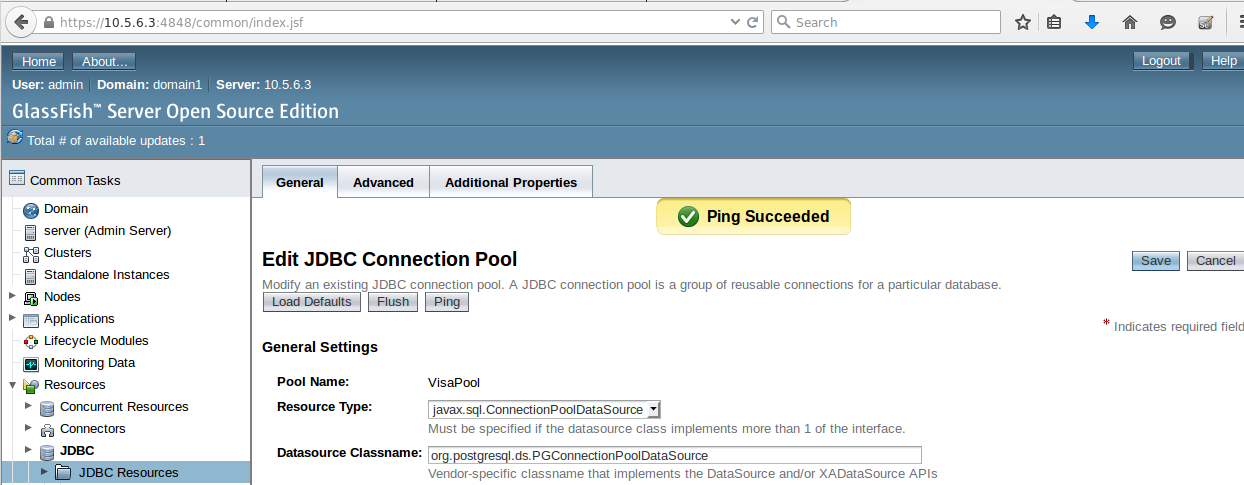 https://10.5.6.3:4848/common/index.jsf
Search
Home About...
Logout Help
User: admin Domain: domain1 Server: 10.5.6.3
GlassFish™ Server Open Source Edition
Total # of available updates : 1
Common Tasks
Domain
server (Admin Server)
Clusters
Standalone Instances
Nodes
Applications
Lifecycle Modules
Monitoring Data
Resources
Concurrent Resources
Connectors
JDBC
JDBC Resources
General Advanced Additional Properties
Ping Succeeded
Edit JDBC Connection Pool
Save Cancel
Modify an existing JDBC connection pool. A JDBC connection pool is a group of reusable connections for a particular database.
Load Defaults Flush Ping
* Indicates required field
General Settings
Pool Name: VisaPool
Resource Type: javax.sql.ConnectionPoolDataSource
Must be specified if the datasource class implements more than 1 of the interface.
Datasource Classname: org.postgresql.ds.PGConnectionPoolDataSource
Vendor-specific classname that implements the DataSource and/or XADataSource APIs